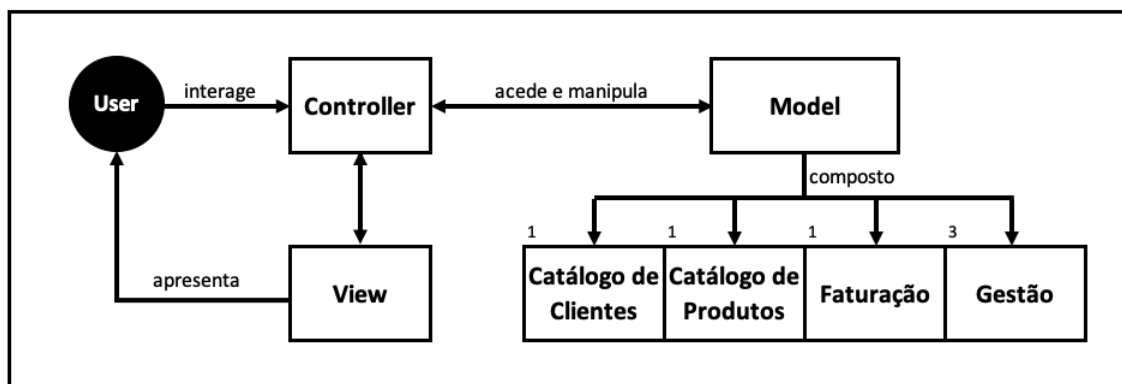 User
interage
Controller
acede e manipula
Model
composto
apresenta
View
1
1
1
3
Catálogo de
Clientes
Catálogo de
Produtos
Faturação
Gestão